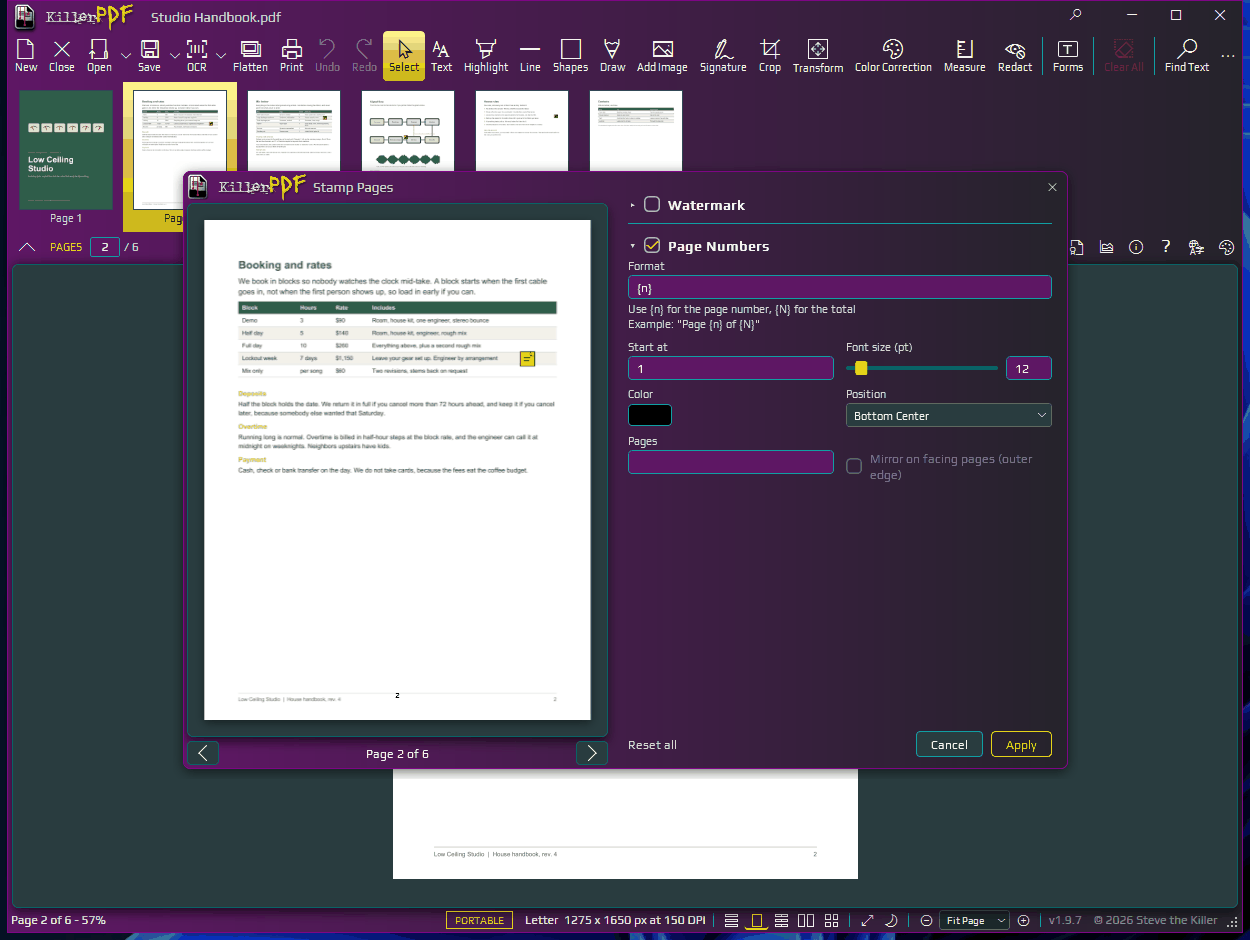 KillerPDF Studio Handbook.pdf
New Close Open Save OCR Flatten Print Undo Redo Select Text Highlight Line Shapes Draw Add Image Signature Crop Transform Color Correction Measure Redact Forms Clear All Find Text ...
Low Ceiling
Studio
Page 1
Pag
PAGES 2 / 6
KillerPDF Stamp Pages
Booking and rates
We book in blocks so nobody watches the clock mid-take. A block starts when the first cable
goes in, not when the first person shows up, so load in early if you can.
Block Hours Rate Includes
Demo 3 $90 Room, house kit, one engineer, stereo bounce
Half day 5 $140 Room, house kit, engineer, rough mix
Full day 10 $260 Everything above, plus a second rough mix
Lockout week 7 days $1,150 Leave your gear set up. Engineer by arrangement
Mix only per song $80 Two revisions, stems back on request
Deposits
Half the block holds the date. We return it in full if you cancel more than 72 hours ahead, and keep it if you cancel
later, because somebody else wanted that Saturday.
Overtime
Running long is normal. Overtime is billed in half-hour steps at the block rate, and the engineer can call it at
midnight on weeknights. Neighbors upstairs have kids.
Payment
Cash, check or bank transfer on the day. We do not take cards, because the fees eat the coffee budget.
2
Low Ceiling Studio | House handbook, rev. 4 2
Page 2 of 6
Watermark
Page Numbers
Format
{n}
Use {n} for the page number, {N} for the total
Example: "Page {n} of {N}"
Start at Font size (pt)
1 12
Color Position
Bottom Center
Pages
Mirror on facing pages (outer
edge)
Reset all Cancel Apply
Low Ceiling Studio | House handbook, rev. 4 2
Page 2 of 6 - 57% PORTABLE Letter 1275 x 1650 px at 150 DPI Fit Page v1.9.7 © 2026 Steve the Killer